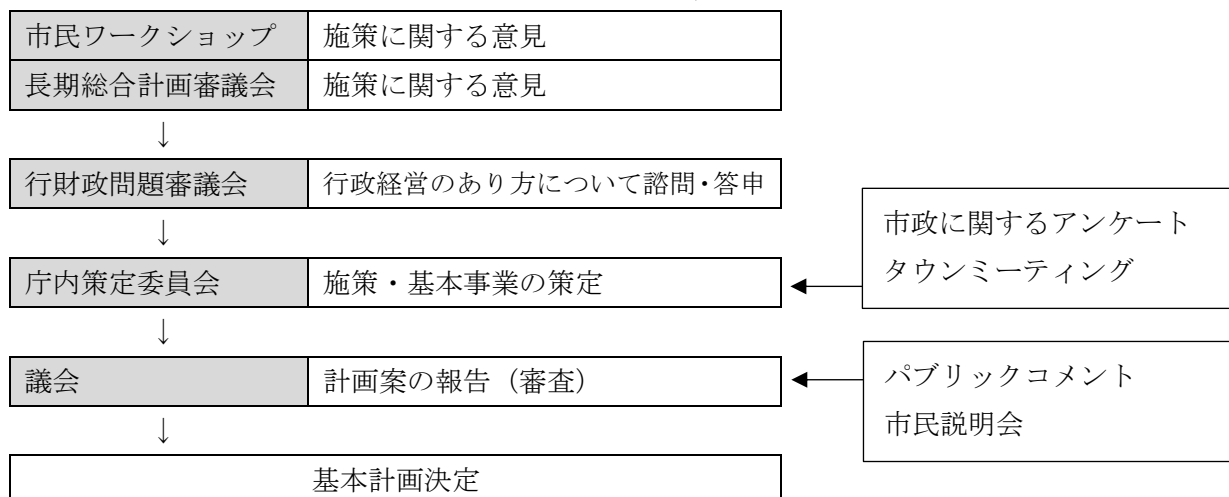 市民ワークショップ 施策に関する意見
長期総合計画審議会 施策に関する意見
↓
行財政問題審議会 行政経営のあり方について諮問・答申
↓
市政に関するアンケート
タウンミーティング
庁内策定委員会 施策・基本事業の策定
↓
議会 計画案の報告（審査）
パブリックコメント
市民説明会
↓
基本計画決定